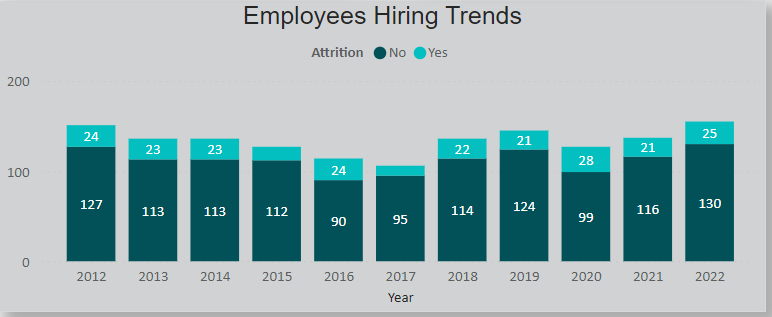 Employees Hiring Trends
Attrition No Yes
200
24 23 23 24 22 21 28 21 25
100
127 113 113 112 90 95 114 124 99 116 130
0
2012 2013 2014 2015 2016 2017 2018 2019 2020 2021 2022
Year